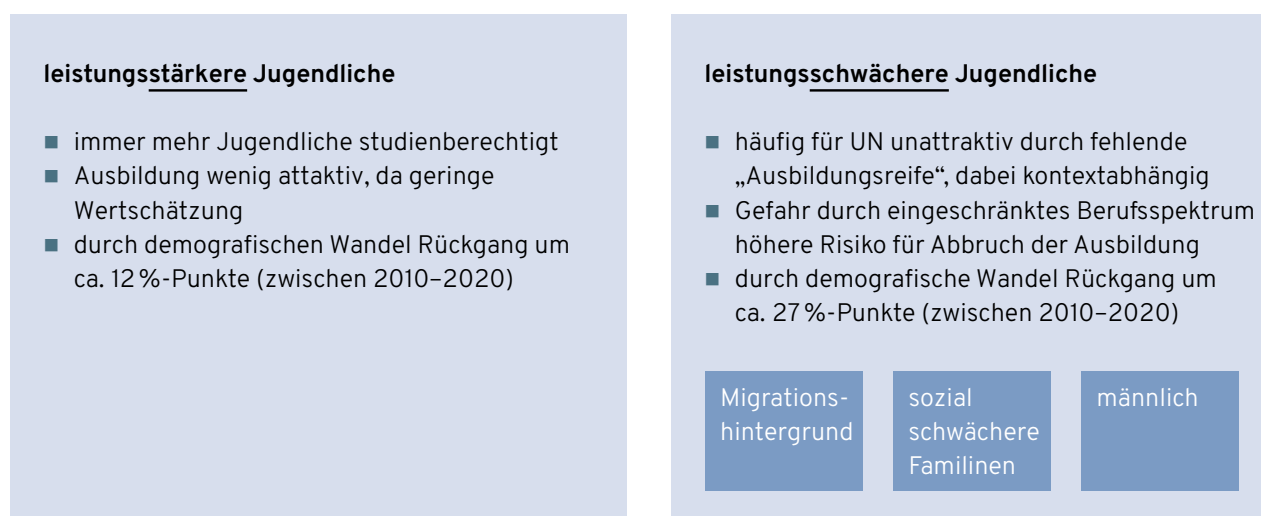 leistungsstärkere Jugendliche
immer mehr Jugendliche studienberechtigt
Ausbildung wenig attaktiv, da geringe
Wertschätzung
durch demografischen Wandel Rückgang um
ca. 12 %-Punkte (zwischen 2010–2020)
leistungsschwächere Jugendliche
häufig für UN unattraktiv durch fehlende
„Ausbildungsreife“, dabei kontextabhängig
Gefahr durch eingeschränktes Berufsspektrum
höhere Risiko für Abbruch der Ausbildung
durch demografische Wandel Rückgang um
ca. 27 %-Punkte (zwischen 2010–2020)
Migrations-
hintergrund
sozial
schwächere
Familinen
männlich